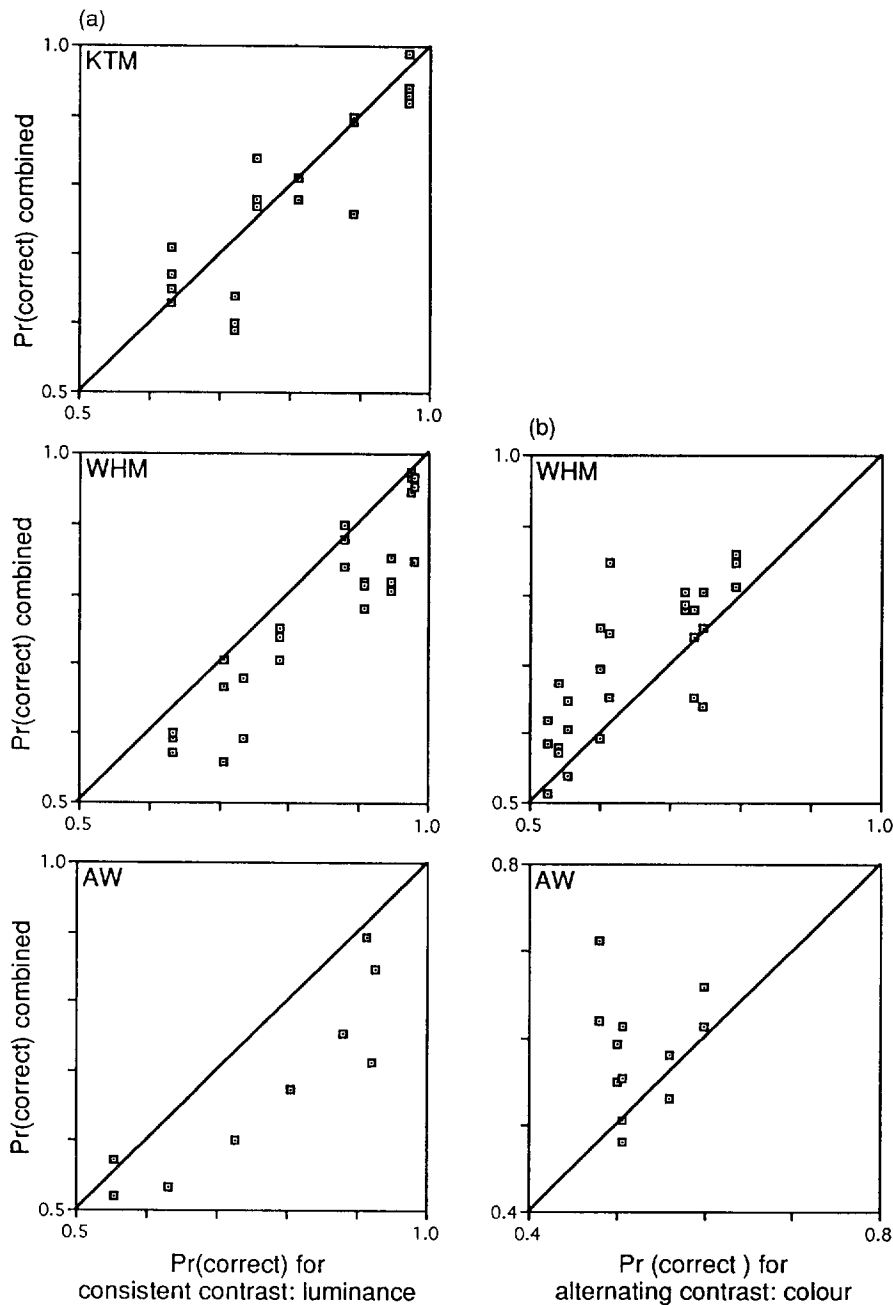 (a)
1.0
KTM
Pr(correct) combined
0.5
0.5
1.0
1.0
WHM
Pr(correct) combined
0.5
0.5
1.0
(b)
1.0
WHM
0.5
0.5
1.0
1.0
AW
Pr(correct) combined
0.5
0.5
1.0
Pr(correct) for
consistent contrast: luminance
0.8
AW
0.4
0.4
0.8
Pr (correct ) for
alternating contrast: colour